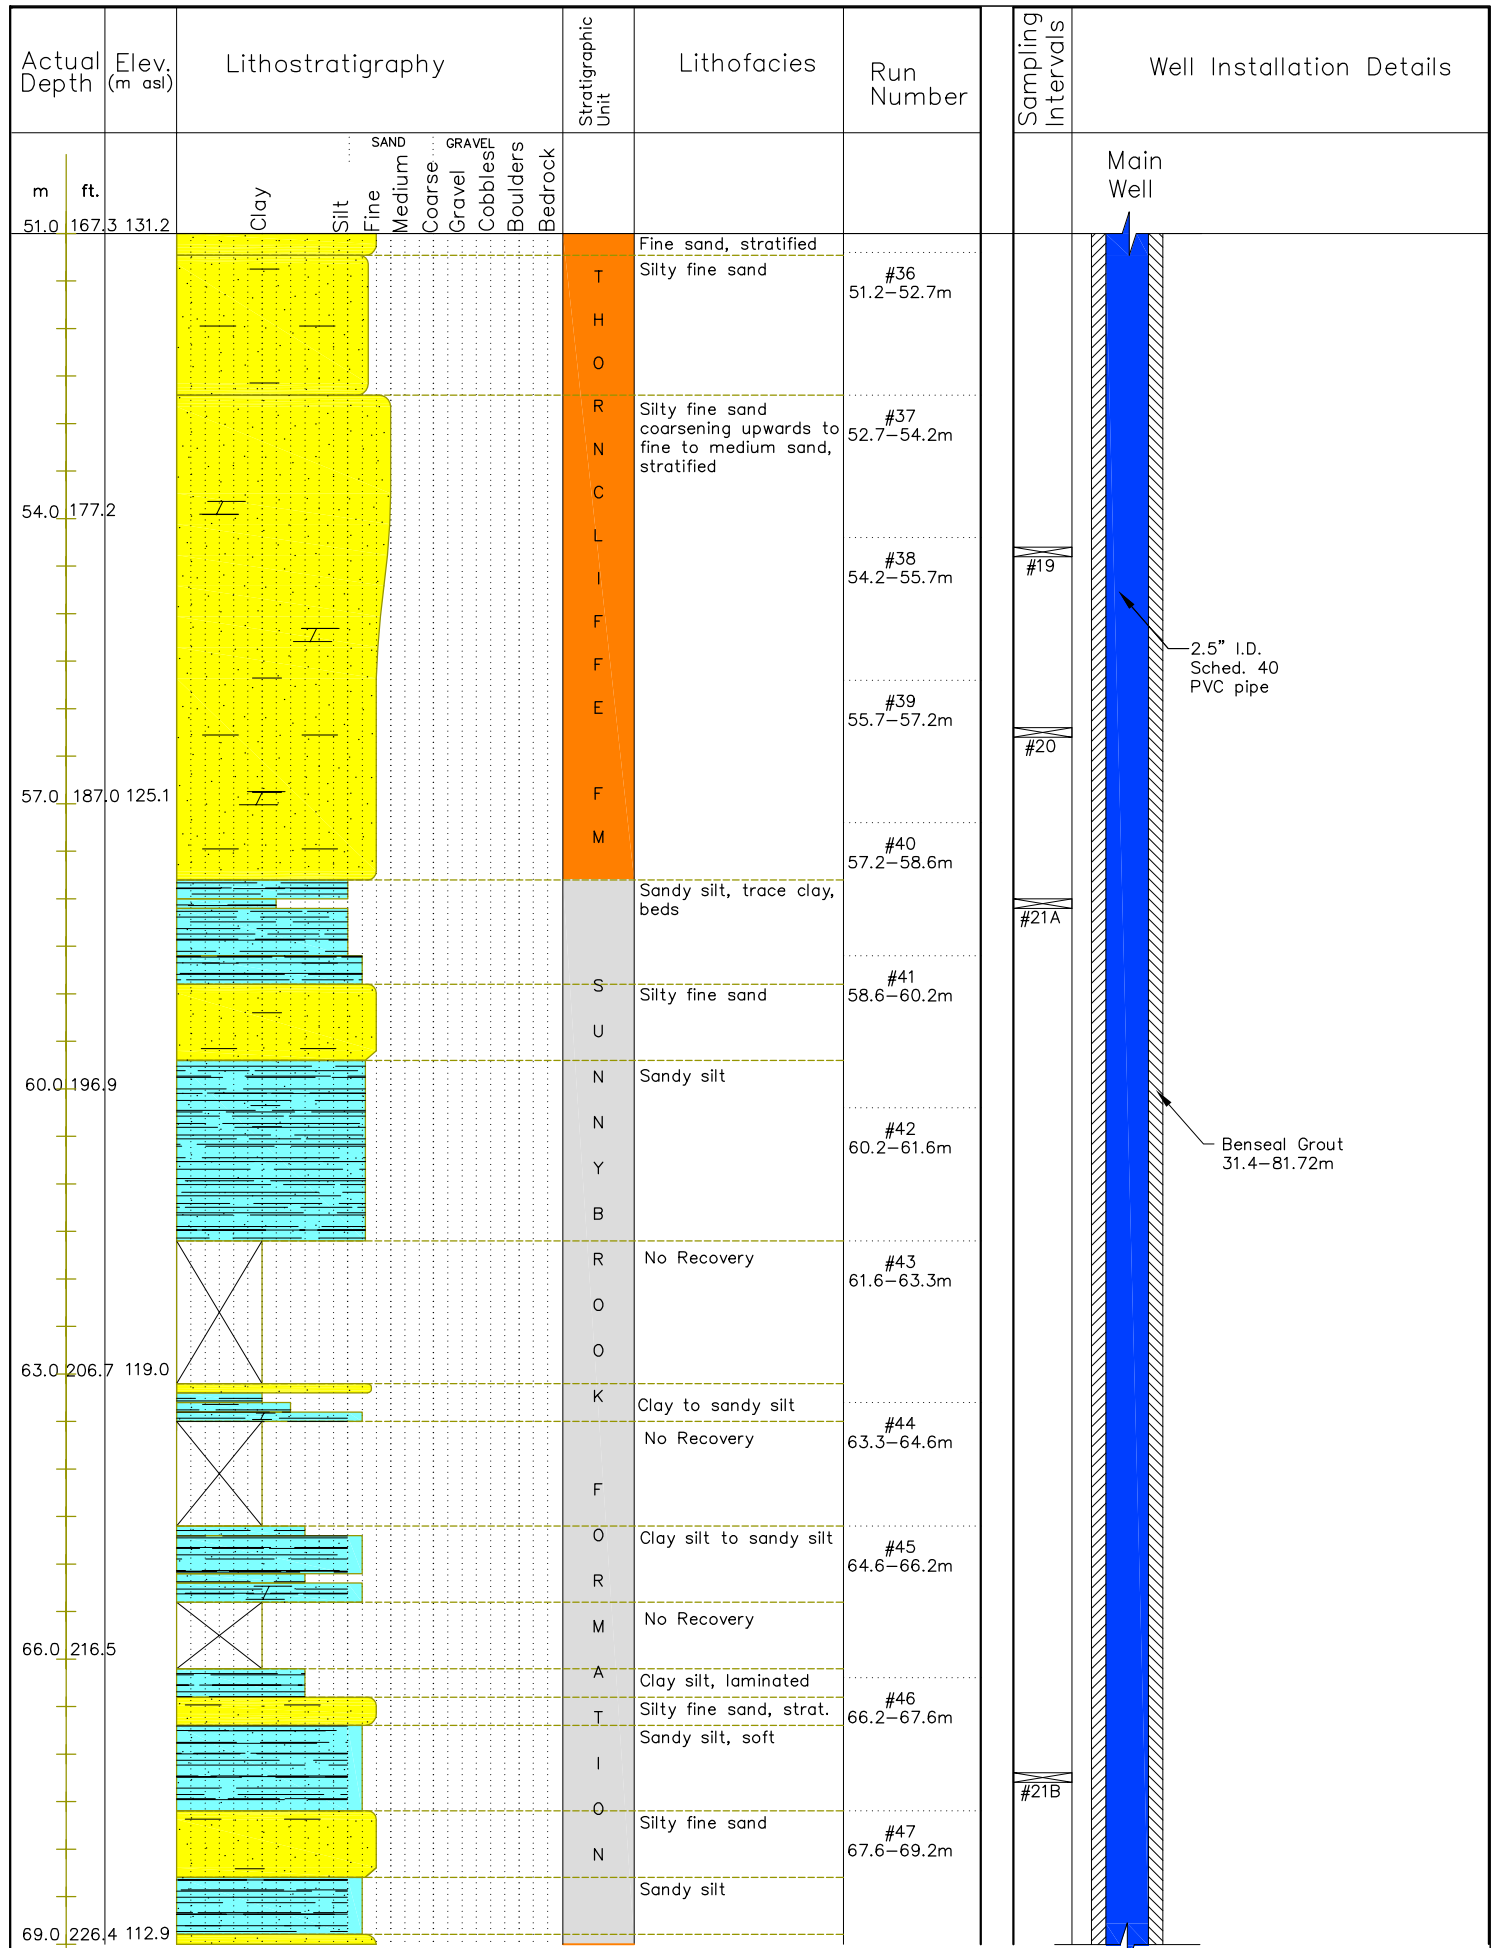 Actual
Depth
Elev.
(m asl)
Lithostratigraphy
Stratigraphic
Unit
Lithofacies
Run
Number
Sampling
Intervals
Well Installation Details
SAND
GRAVEL
m
ft.
Clay
Silt
Fine
Medium
Coarse
Gravel
Cobbles
Boulders
Bedrock
Main
Well
51.0 167.3 131.2
Fine sand, stratified
Silty fine sand
#36
51.2-52.7m
Silty fine sand
coarsening upwards to
fine to medium sand,
stratified
#37
52.7-54.2m
54.0 177.2
#38
54.2-55.7m
#19
2.5" I.D.
Sched. 40
PVC pipe
#39
55.7-57.2m
#20
57.0 187.0 125.1
THORNCLIFFE FM
#40
57.2-58.6m
Sandy silt, trace clay,
beds
#21A
#41
58.6-60.2m
Silty fine sand
60.0 196.9
Sandy silt
#42
60.2-61.6m
Benseal Grout
31.4-81.72m
No Recovery
#43
61.6-63.3m
63.0 206.7 119.0
Clay to sandy silt
#44
63.3-64.6m
No Recovery
Clay silt to sandy silt
#45
64.6-66.2m
No Recovery
66.0 216.5
Clay silt, laminated
#46
66.2-67.6m
Silty fine sand, strat.
Sandy silt, soft
#21B
Silty fine sand
#47
67.6-69.2m
SUNNYBROOK FORMATION
Sandy silt
69.0 226.4 112.9